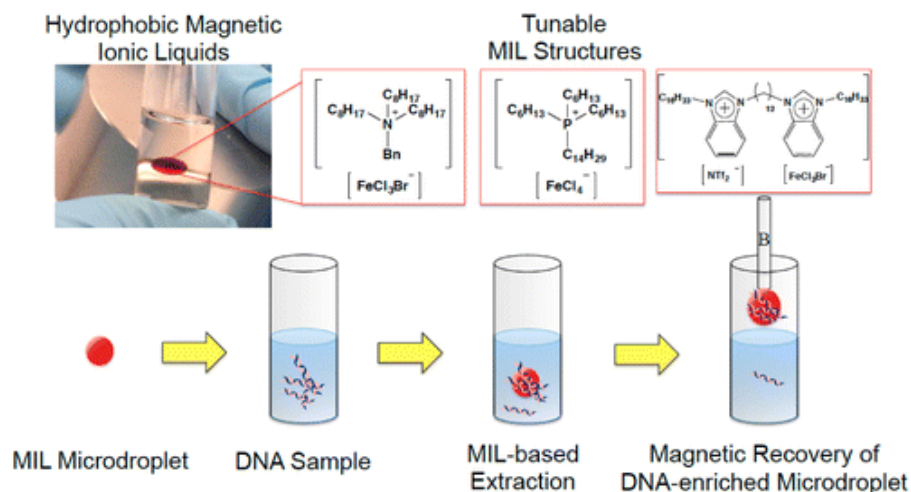 Hydrophobic Magnetic
Ionic Liquids
Tunable
MIL Structures
C₈H₁₇
C₈H₁₇ N⁺ C₈H₁₇
Bn
[FeCl₃Br⁻]
C₆H₁₃
C₆H₁₃ P⁺ C₆H₁₃
C₁₄H₂₉
[FeCl₄⁻]
C₁₆H₃₃ N N 12 N N C₁₆H₃₃
+ +
[NTf₂⁻] [FeCl₃Br⁻]
B
MIL Microdroplet
DNA Sample
MIL-based
Extraction
Magnetic Recovery of
DNA-enriched Microdroplet